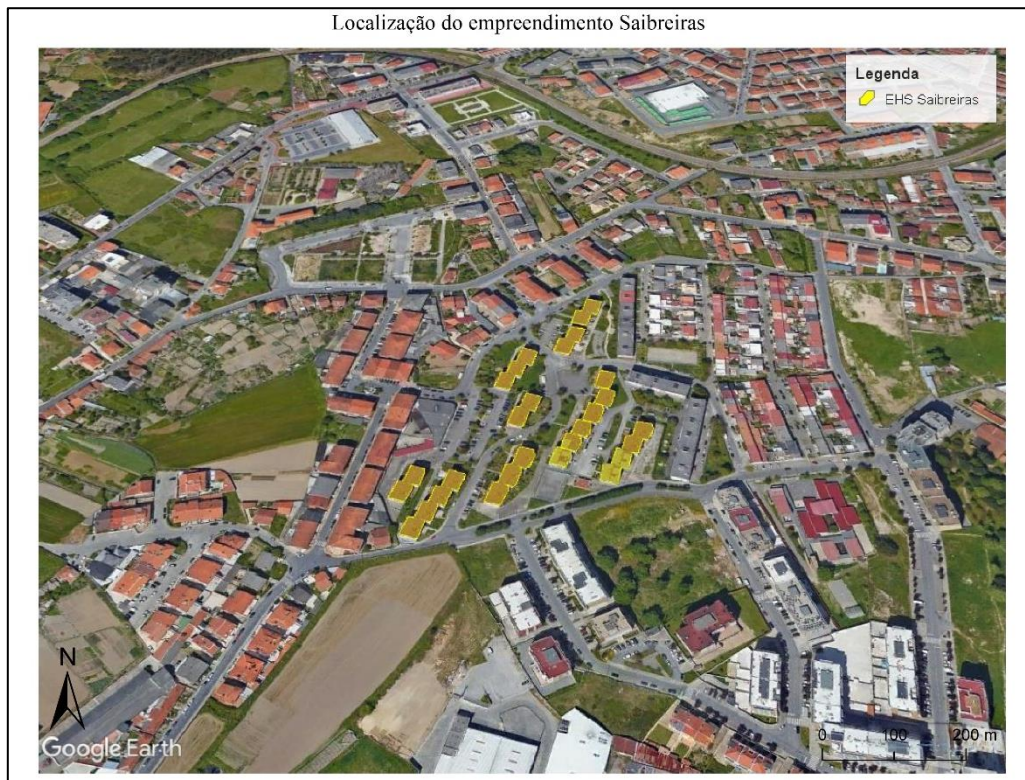 Localização do empreendimento Saibreiras
Legenda
EHS Saibreiras
N
Google Earth
0 100 200 m